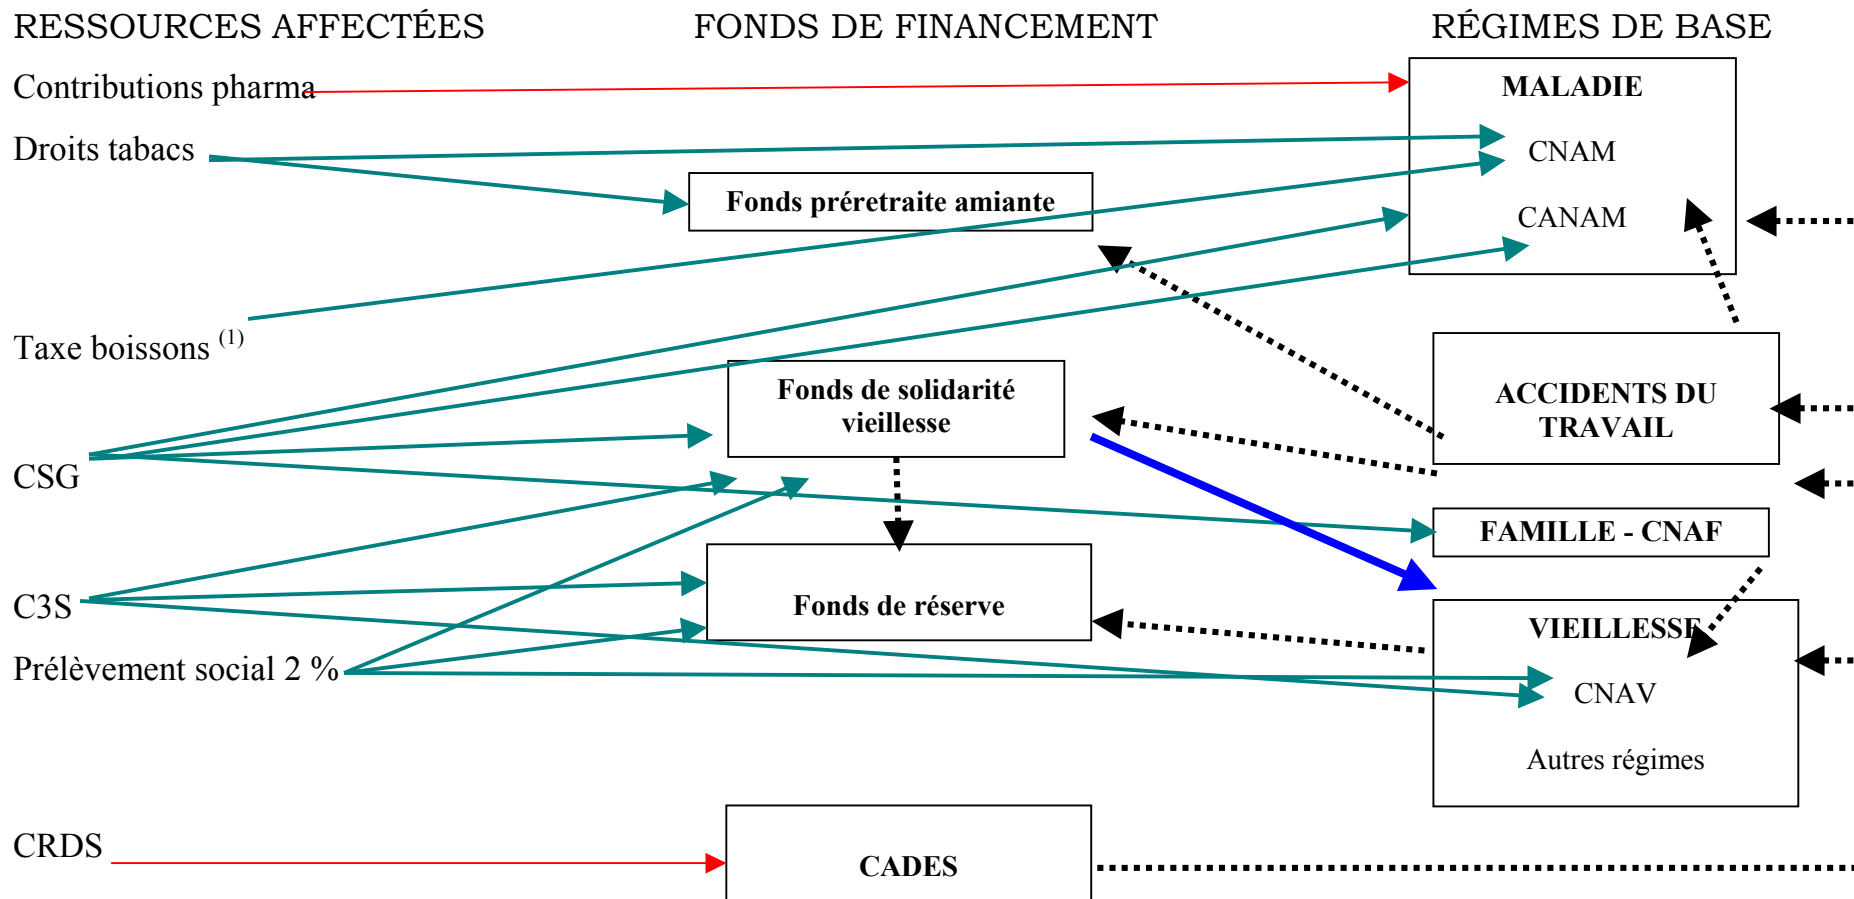 RESSOURCES AFFECTÉES
FONDS DE FINANCEMENT
RÉGIMES DE BASE
Contributions pharma
MALADIE
Droits tabacs
CNAM
Fonds préretraite amiante
CANAM
Taxe boissons (1)
Fonds de solidarité
vieillesse
ACCIDENTS DU
TRAVAIL
CSG
FAMILLE - CNAF
C3S
Fonds de réserve
VIEILLESSE
Prélèvement social 2 %
CNAV
Autres régimes
CRDS
CADES